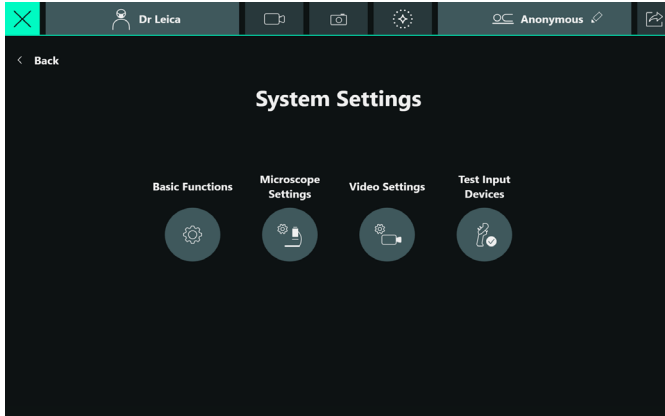 Dr Leica
Anonymous
Back
System Settings
Basic Functions
Microscope
Settings
Video Settings
Test Input
Devices